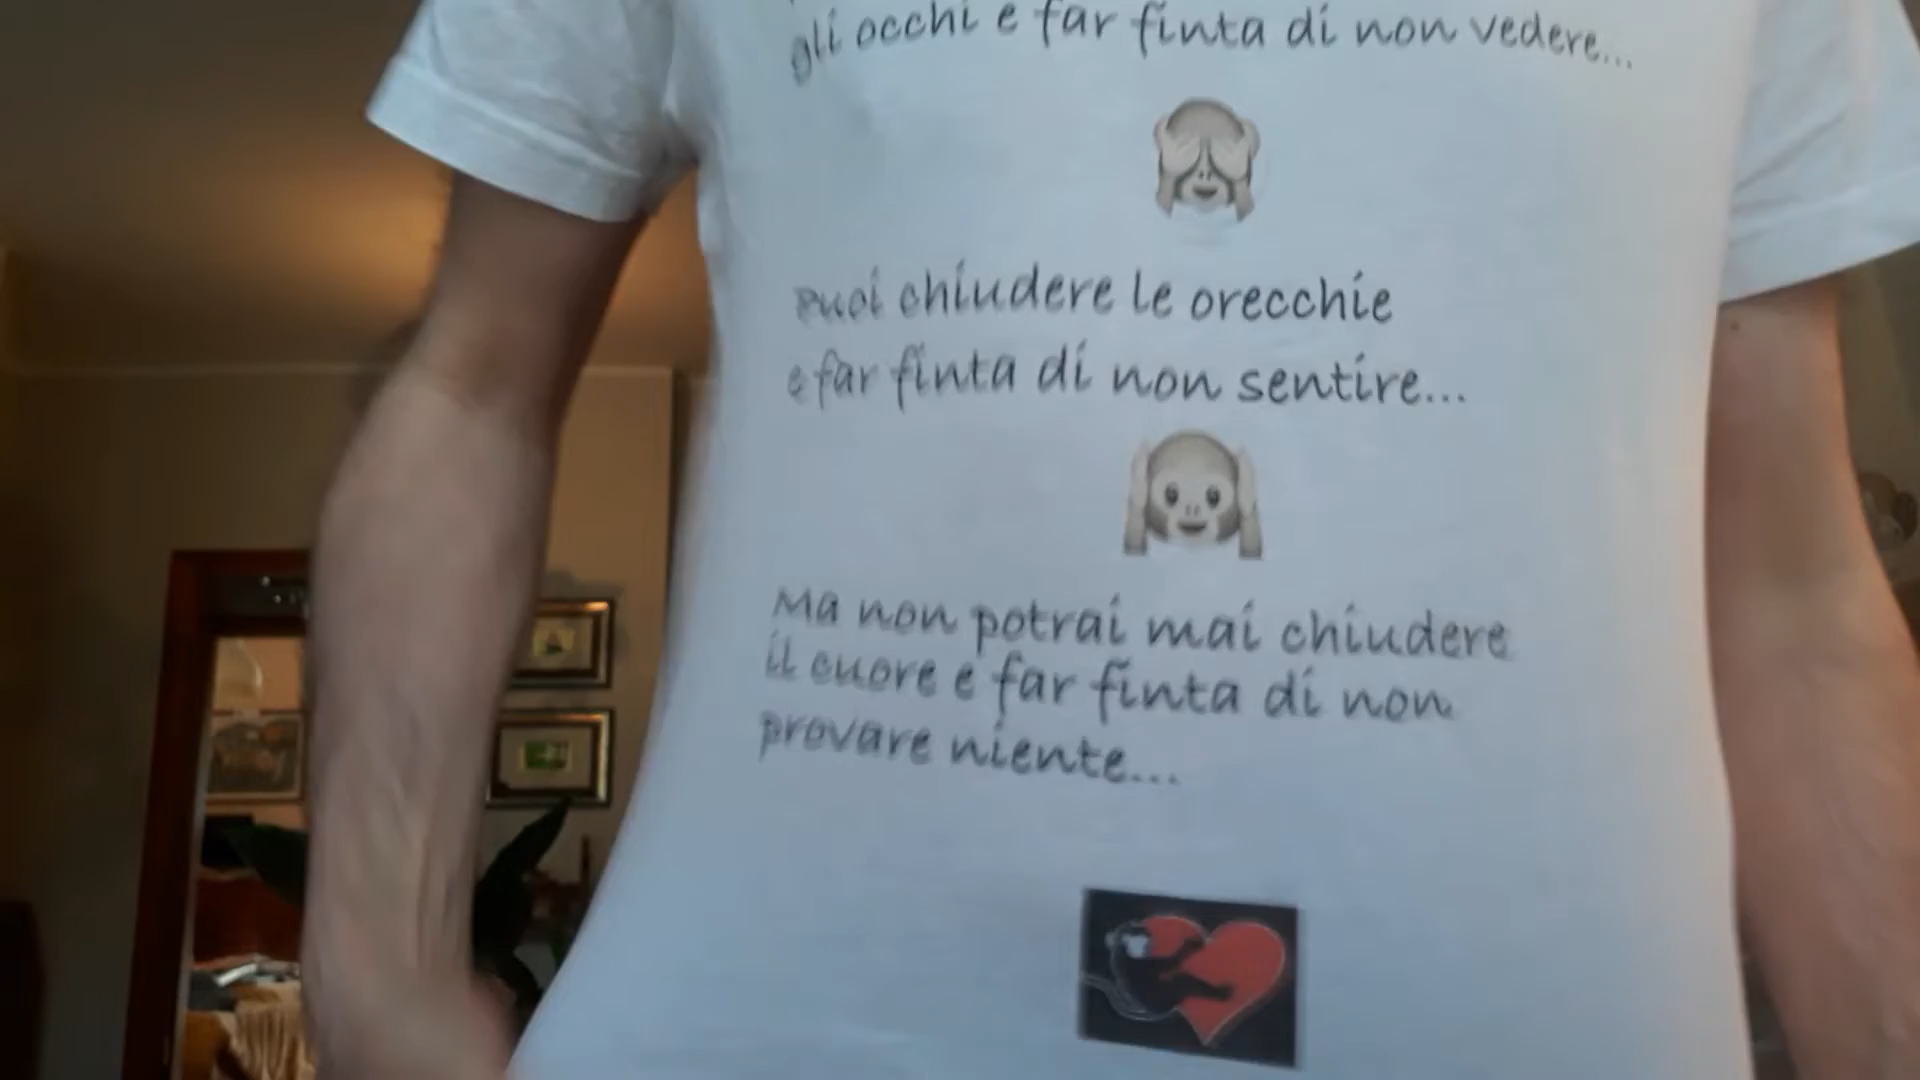 gli occhi e far finta di non vedere...
Puoi chiudere le orecchie
e far finta di non sentire...
Ma non potrai mai chiudere
il cuore e far finta di non
provare niente...